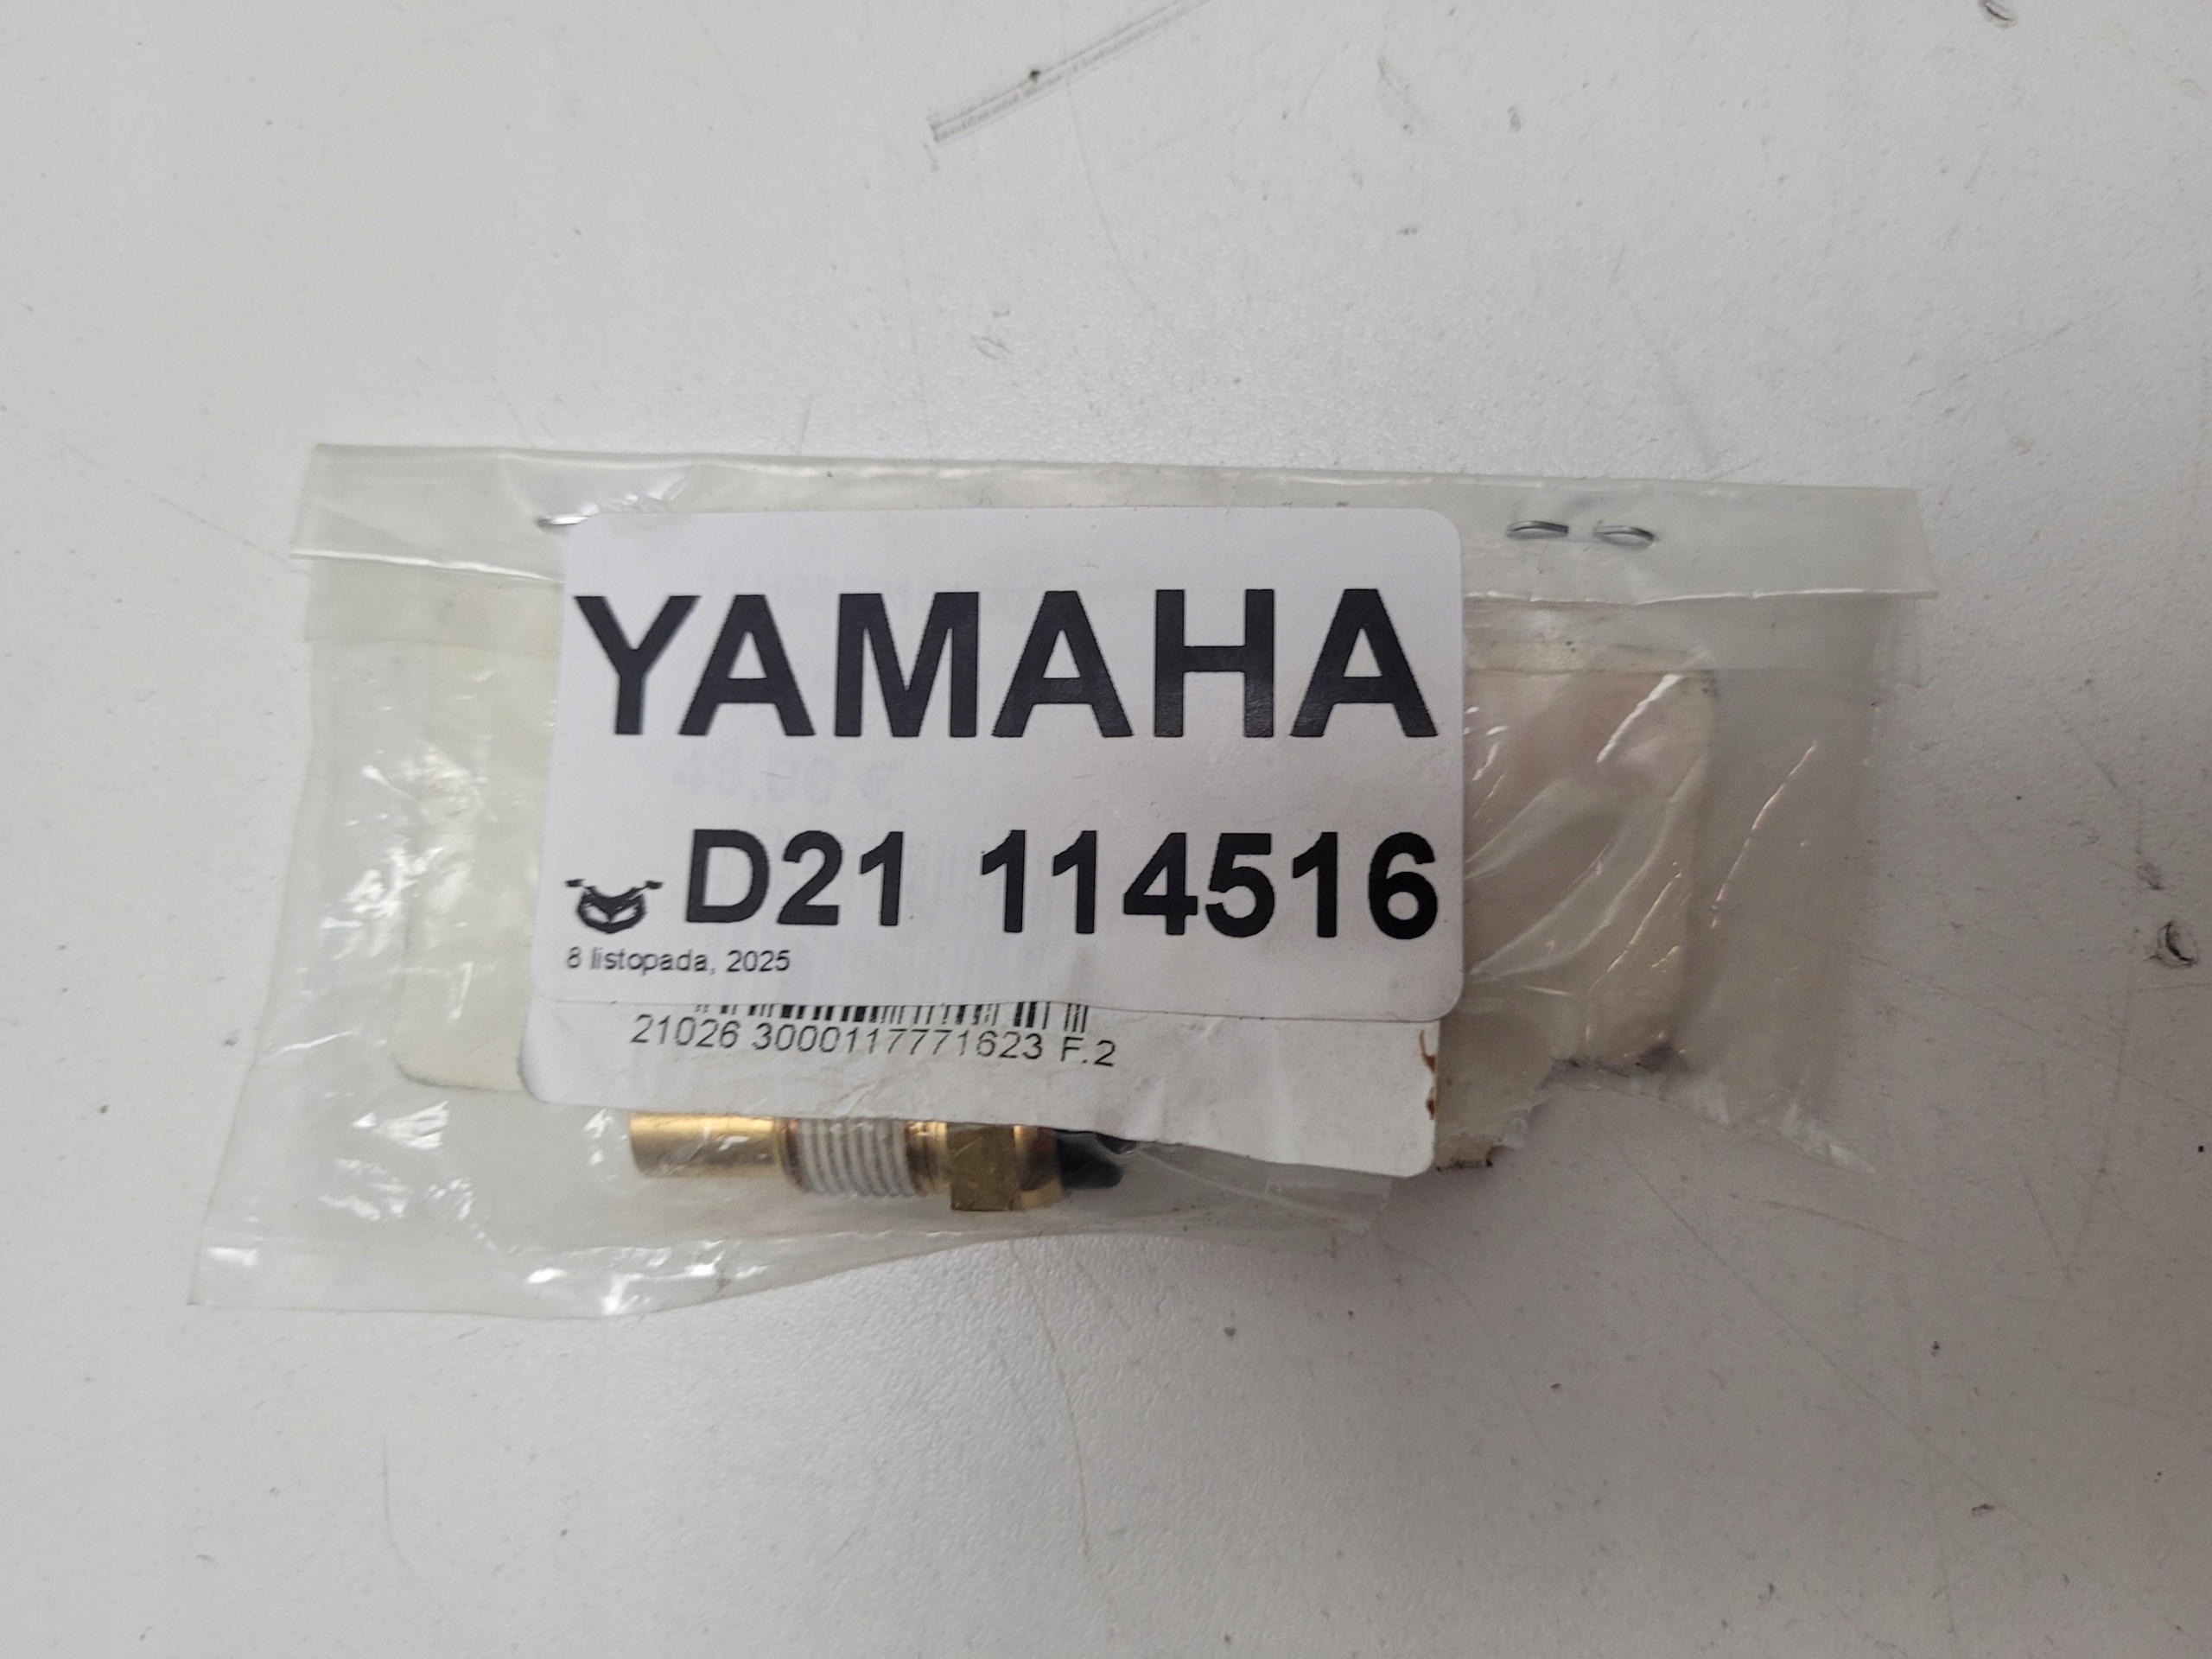 YAMAHA
D21 114516
8 listopada, 2025
21026 3000117771623 F.2